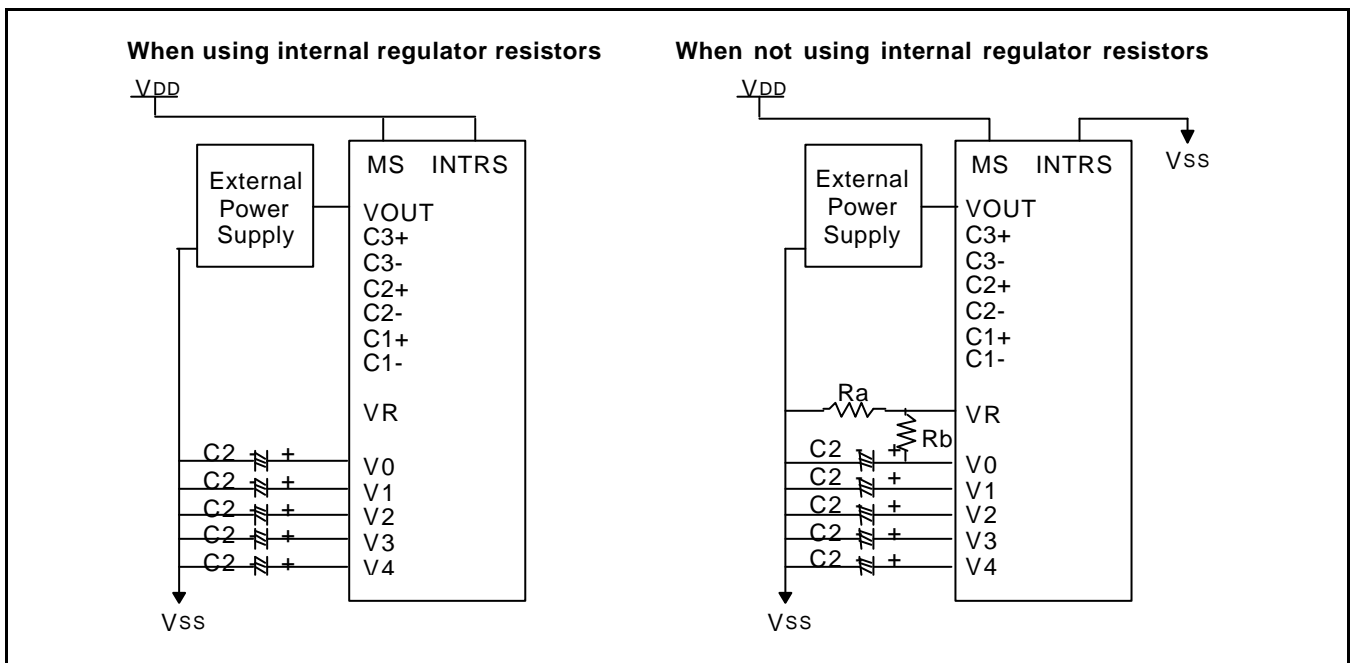 When using internal regulator resistors
VDD
MS INTRS
External
Power
Supply
VOUT
C3+
C3-
C2+
C2-
C1+
C1-
VR
C2 + V0
C2 + V1
C2 + V2
C2 + V3
C2 + V4
VSS
When not using internal regulator resistors
VDD
VSS
MS INTRS
External
Power
Supply
VOUT
C3+
C3-
C2+
C2-
C1+
C1-
Ra
VR
Rb
C2 + V0
C2 + V1
C2 + V2
C2 + V3
C2 + V4
VSS